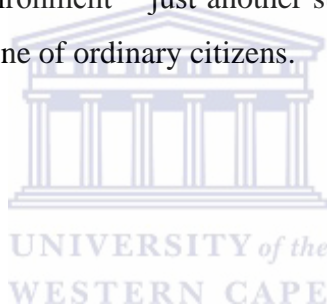 ironment – just another's
ne of ordinary citizens.
UNIVERSITY of the
WESTERN CAPE